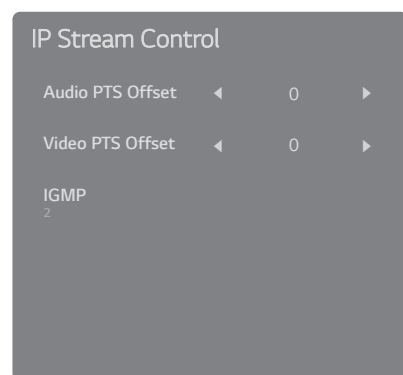 IP Stream Control
Audio PTS Offset ◀ 0 ▶
Video PTS Offset ◀ 0 ▶
IGMP
2